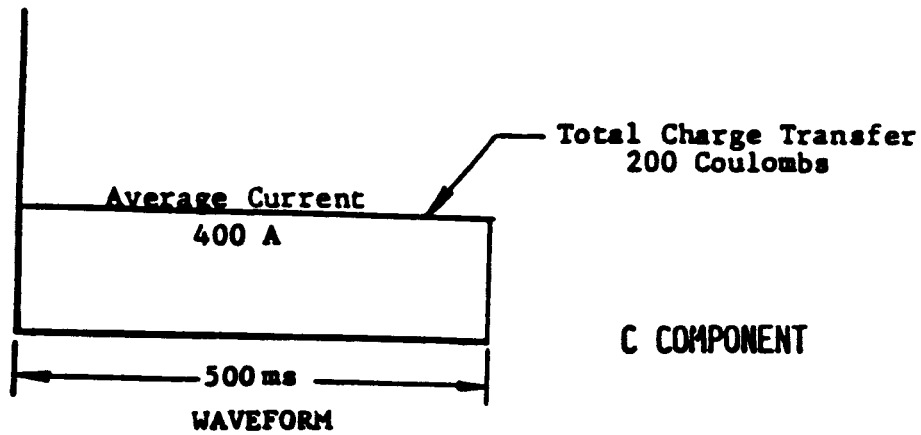 Total Charge Transfer
200 Coulombs
Average Current
400 A
C COMPONENT
500 ms
WAVEFORM